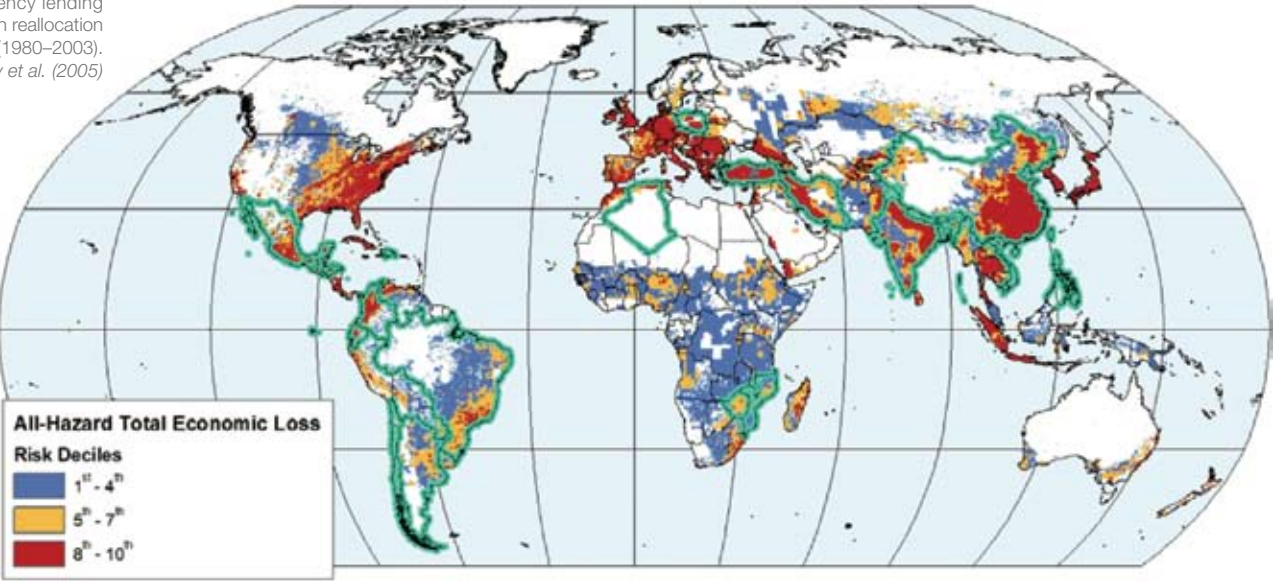 ency lending
n reallocation
(1980–2003).
y et al. (2005)
All-Hazard Total Economic Loss
Risk Deciles
1st - 4th
5th - 7th
8th - 10th